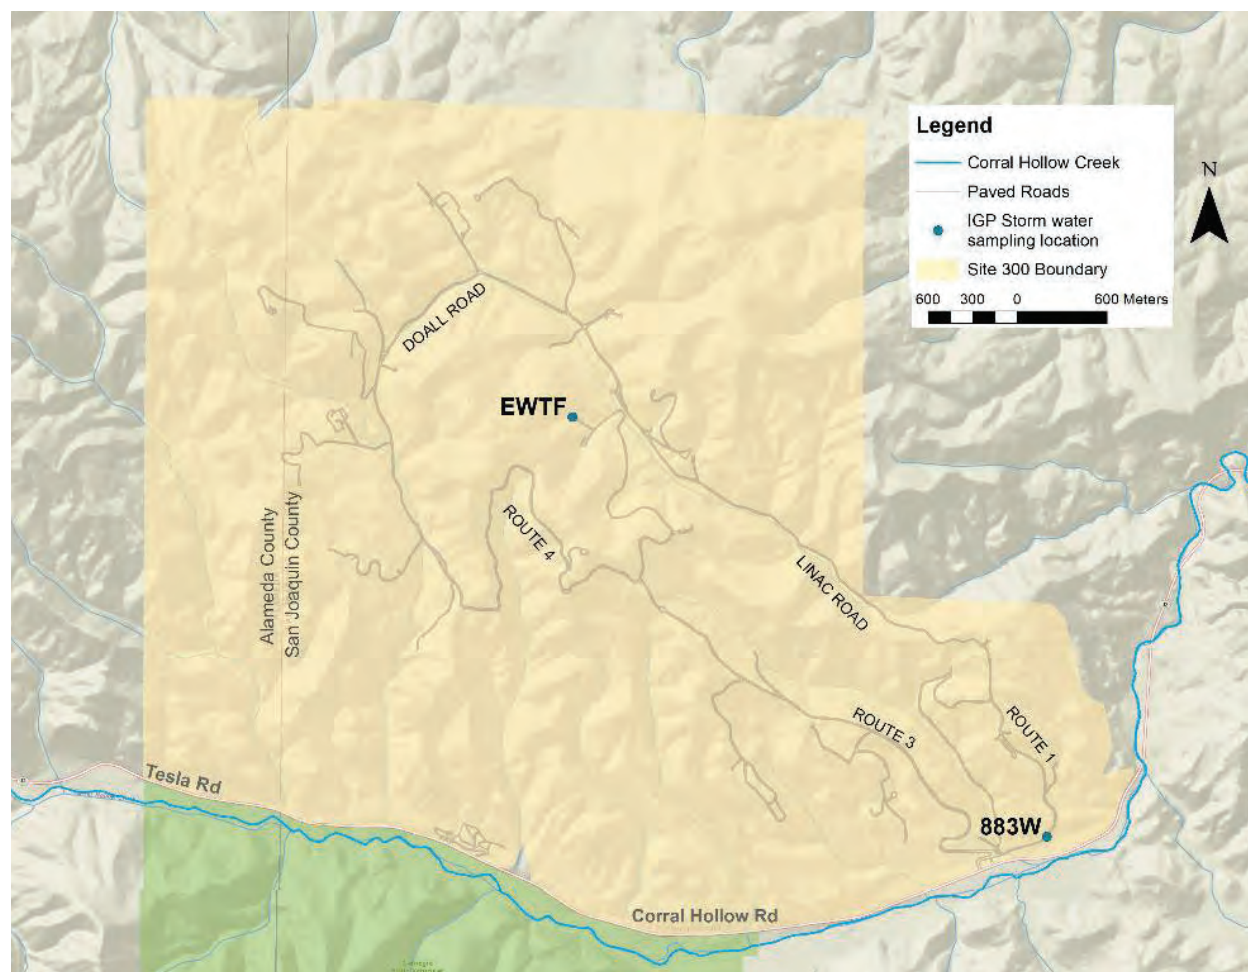 Legend
Corral Hollow Creek
Paved Roads
IGP Storm water
sampling location
Site 300 Boundary
600 300 0 600 Meters
N
DOALL ROAD
EWTF
ROUTE 4
Alameda County
San Joaquin County
LINAC ROAD
ROUTE 3
ROUTE 1
Tesla Rd
883W
Corral Hollow Rd